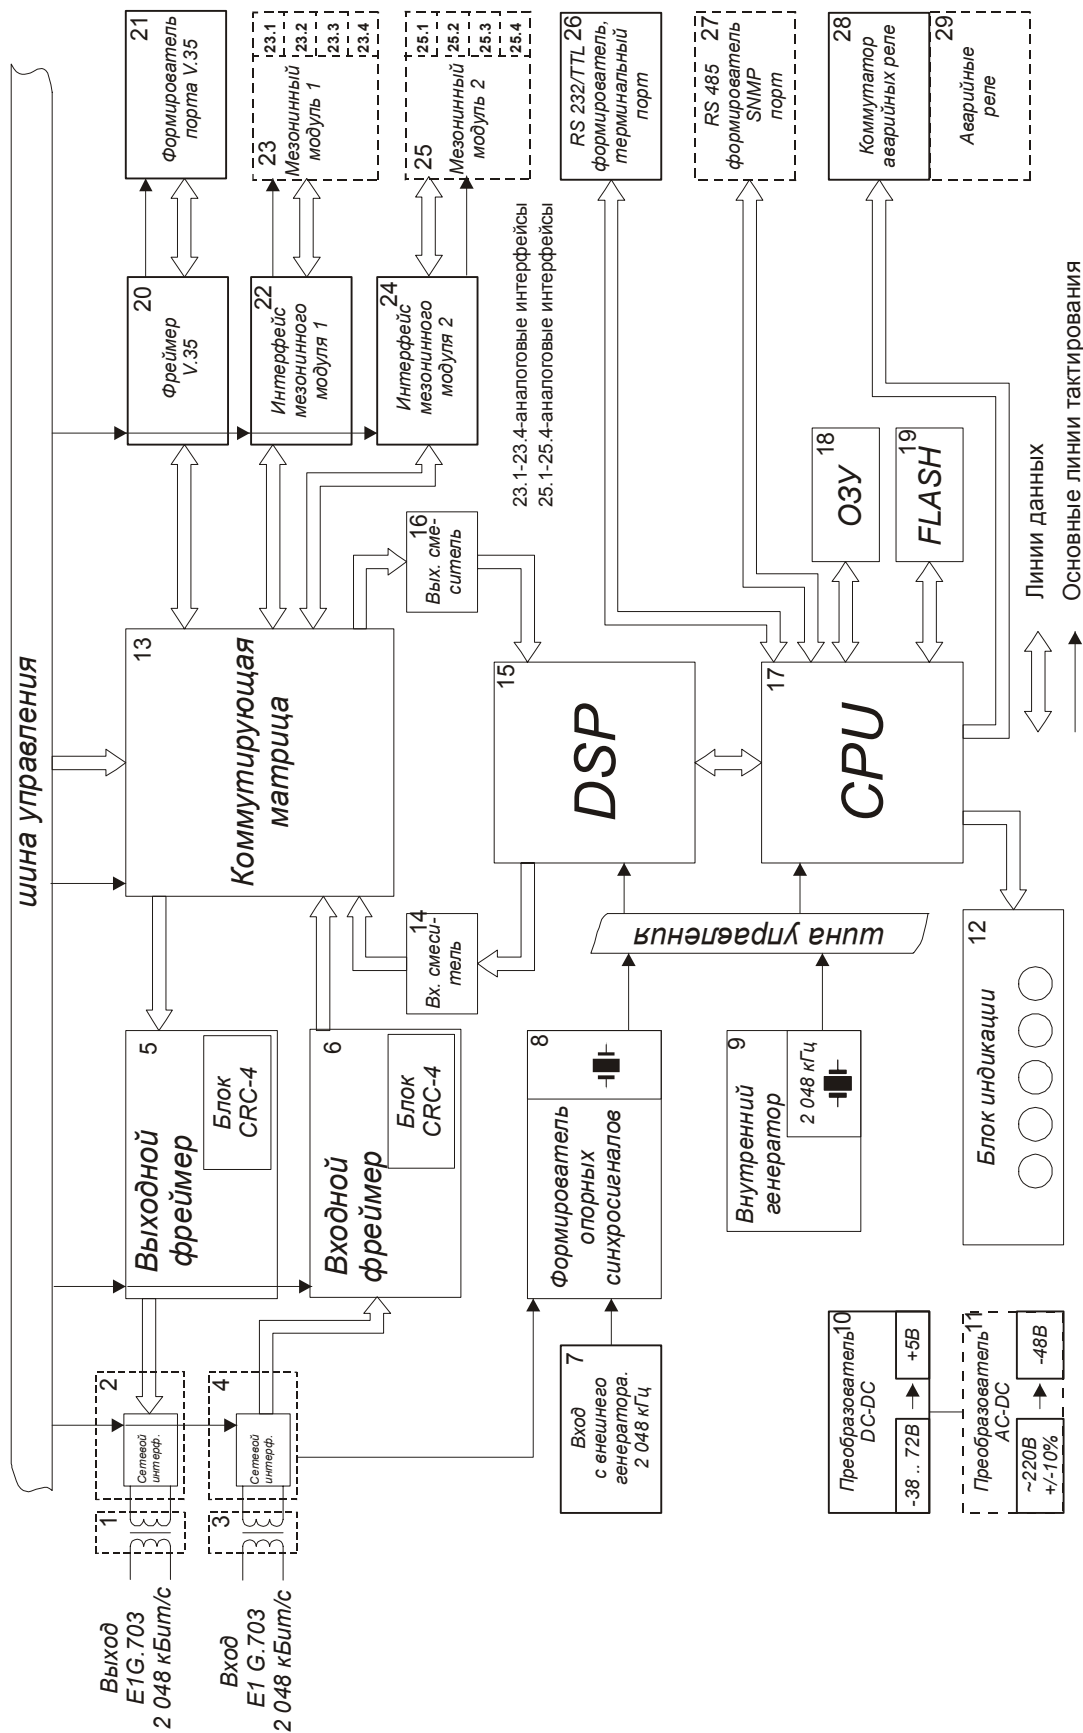 шина управления
Выход
E1G.703
2 048 кБит/с
1
2
Сетевой
интерф.
Вход
E1 G.703
2 048 кБит/с
3
4
Сетевой
интерф.
5
Выходной
фреймер
Блок
CRC-4
6
Входной
фреймер
Блок
CRC-4
13
Коммутирующая
матрица
20
Фреймер
V.35
21
Формирователь
порта V.35
22
Интерфейс
мезонинного
модуля 1
23
Мезонинный
модуль 1
23.1
23.2
23.3
23.4
24
Интерфейс
мезонинного
модуля 2
25
Мезонинный
модуль 2
25.1
25.2
25.3
25.4
14
Вх. смеси-
тель
16
Вых. сме-
ситель
23.1-23.4-аналоговые интерфейсы
25.1-25.4-аналоговые интерфейсы
7
Вход
с внешнего
генератора.
2 048 кГц
8
Формирователь
опорных
синхросигналов
9
Внутренний
генератор
2 048 кГц
шина управления
15
DSP
17
CPU
26
RS 232/TTL
формирователь,
терминальный
порт
27
RS 485
формирователь
SNMP
порт
18
ОЗУ
19
FLASH
28
Коммутатор
аварийных реле
29
Аварийные
реле
10
Преобразователь
DC-DC
-38 .. 72В
+5В
11
Преобразователь
AC-DC
~220В
+/-10%
-48В
12
Блок индикации
Линии данных
Основные линии тактирования